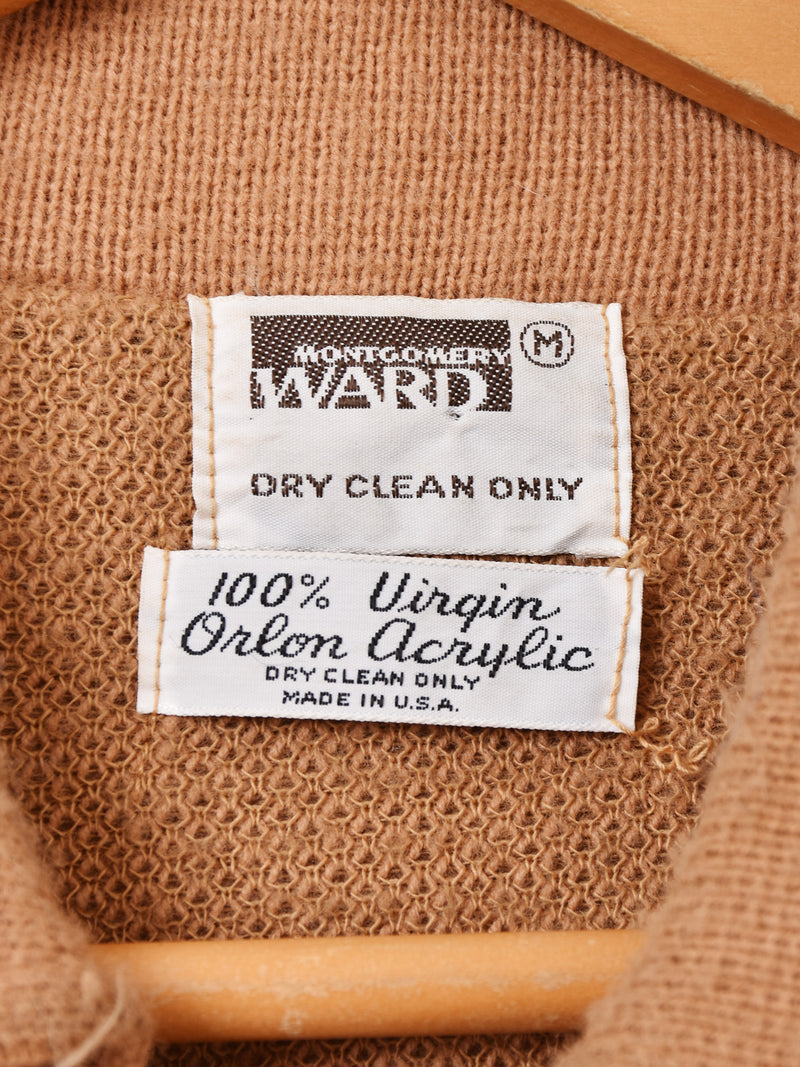 MONTGOMERY M
WARD
DRY CLEAN ONLY
100% Virgin
Orlon Acrylic
DRY CLEAN ONLY
MADE IN U.S.A.